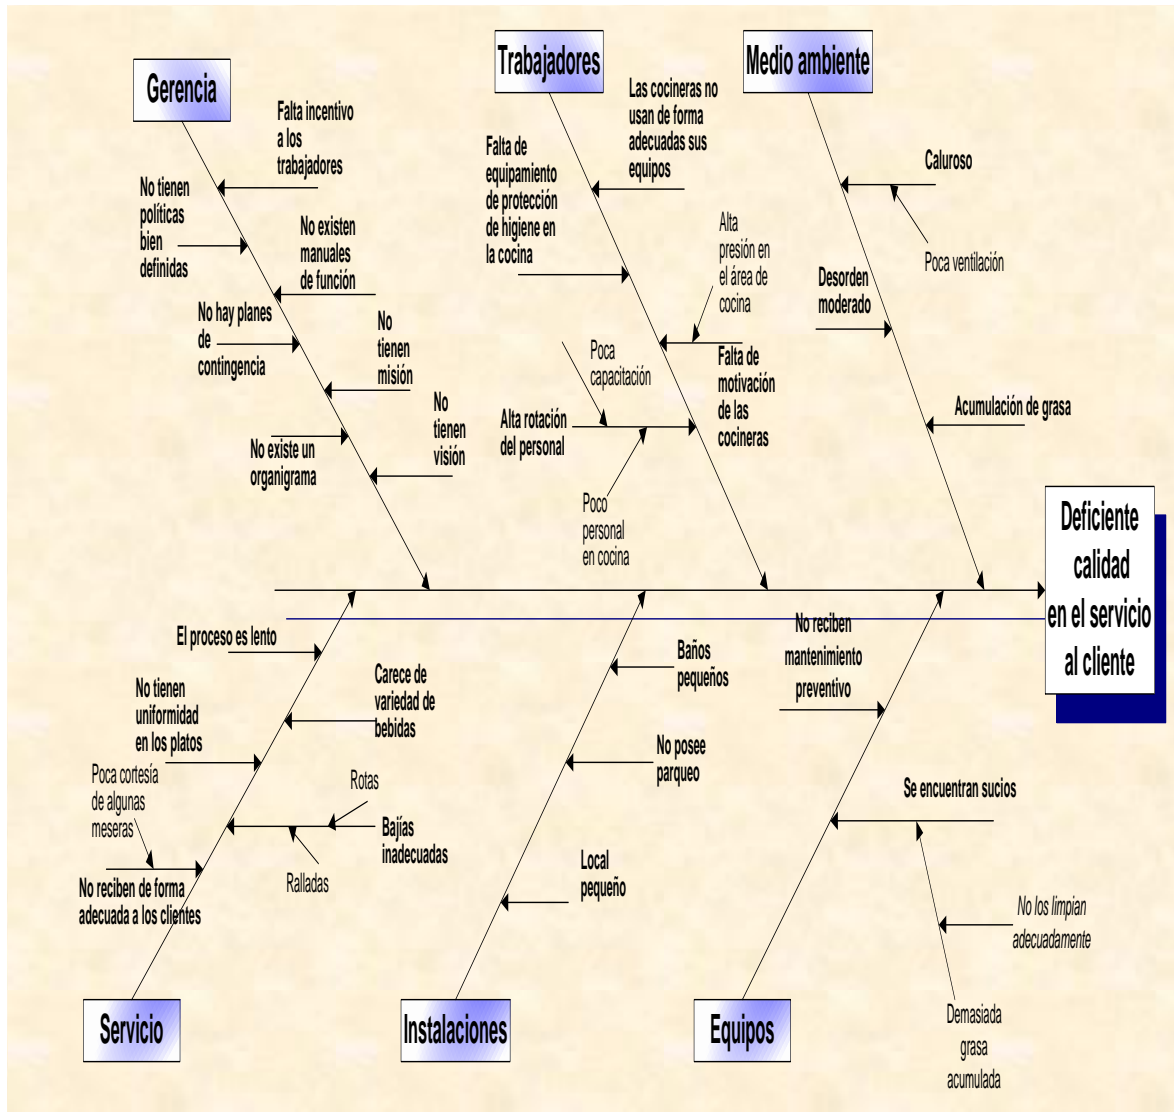 Gerencia
Falta incentivo
a los
trabajadores
No tienen
políticas
bien
definidas
No existen
manuales
de función
No hay planes
de
contingencia
No
tienen
misión
No existe un
organigrama
No
tienen
visión
Trabajadores
Las cocineras no
usan de forma
adecuadas sus
equipos
Falta de
equipamiento
de protección
de higiene en
la cocina
Alta
presión en
el área de
cocina
Falta de
motivación
de las
cocineras
Poca
capacitación
Alta rotación
del personal
Poco
personal
en cocina
Medio ambiente
Caluroso
Poca ventilación
Desorden
moderado
Acumulación de grasa
Deficiente
calidad
en el servicio
al cliente
El proceso es lento
Carece de
variedad de
bebidas
No tienen
uniformidad
en los platos
Rotas
Bajías
inadecuadas
Ralladas
Poca cortesía
de algunas
meseras
No reciben de forma
adecuada a los clientes
Servicio
Baños
pequeños
No posee
parqueo
Local
pequeño
Instalaciones
No reciben
mantenimiento
preventivo
Se encuentran sucios
No los limpian
adecuadamente
Demasiada
grasa
acumulada
Equipos